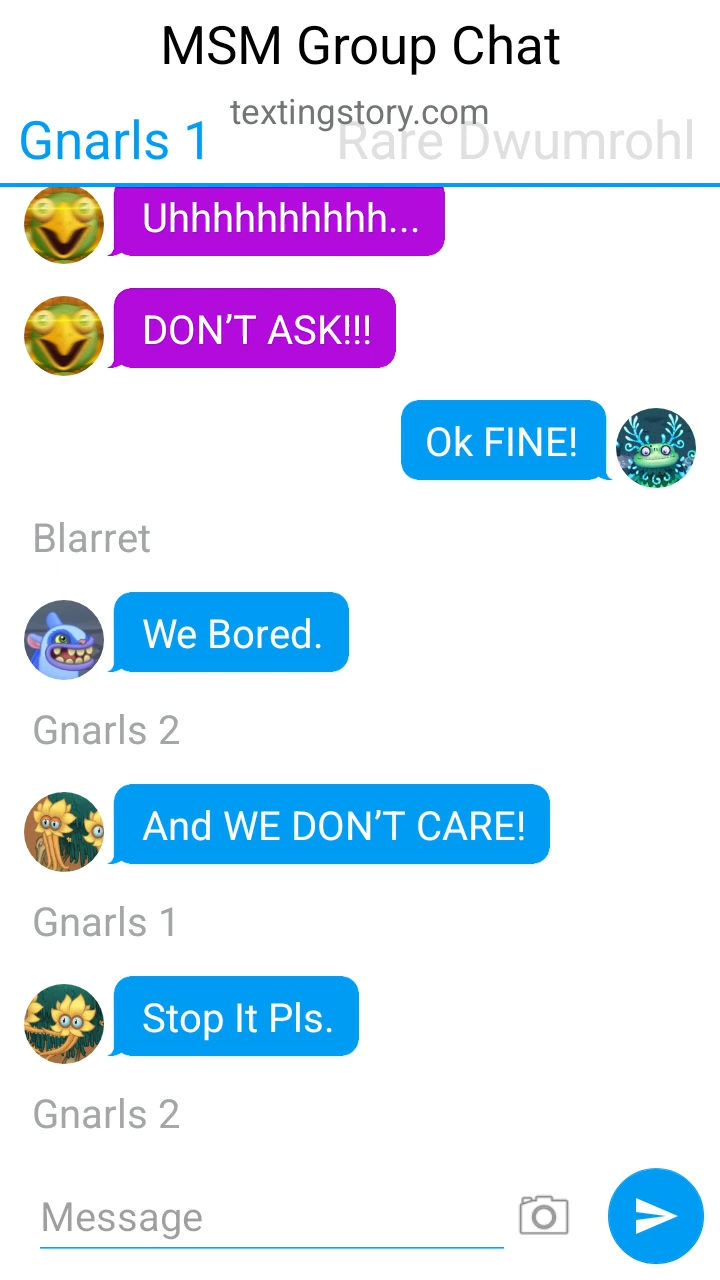 MSM Group Chat
textingstory.com
Gnarls 1
Rare Dwumrohl
Uhhhhhhhhhh...
DON’T ASK!!!
Ok FINE!
Blarret
We Bored.
Gnarls 2
And WE DON’T CARE!
Gnarls 1
Stop It Pls.
Gnarls 2
Message